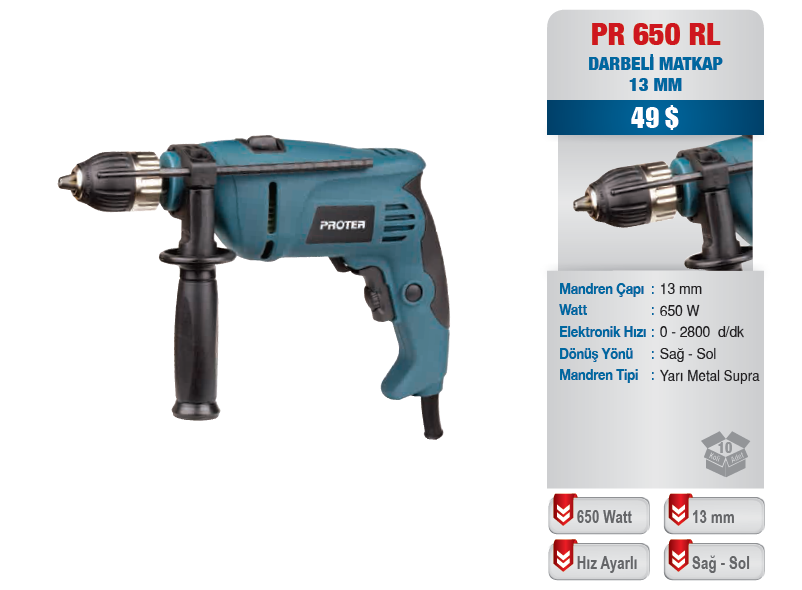 PR 650 RL
DARBELİ MATKAP
13 MM
49 $
PROTER
Mandren Çapı : 13 mm
Watt : 650 W
Elektronik Hızı : 0 - 2800 d/dk
Dönüş Yönü : Sağ - Sol
Mandren Tipi : Yarı Metal Supra
10
Koli Adet
650 Watt
13 mm
Hız Ayarlı
Sağ - Sol